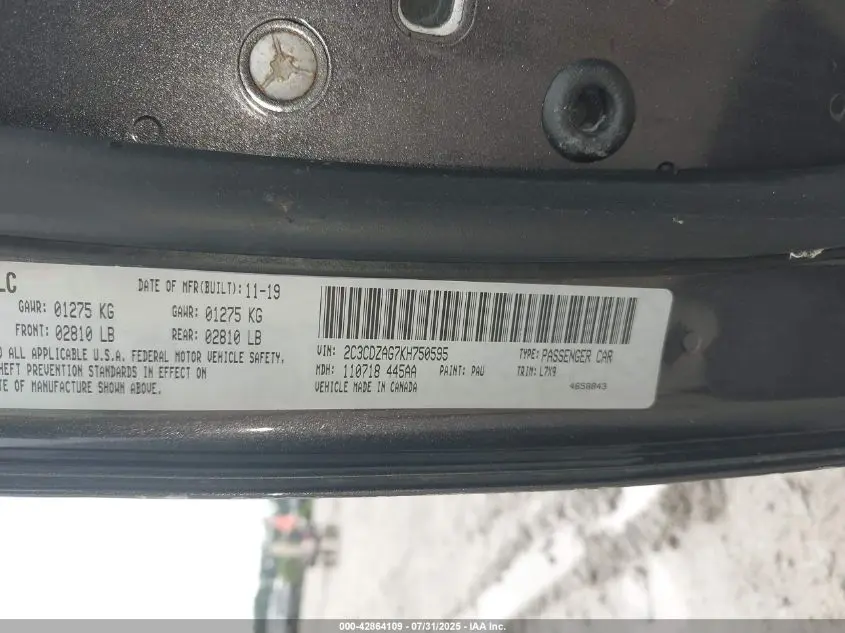 LC
DATE OF MFR(BUILT): 11-19
GAWR: 01275 KG GAWR: 01275 KG
FRONT: 02810 LB REAR: 02810 LB
ALL APPLICABLE U.S.A. FEDERAL MOTOR VEHICLE SAFETY,
HEFT PREVENTION STANDARDS IN EFFECT ON
TE OF MANUFACTURE SHOWN ABOVE.
VIN: 2C3CDZAG7KH750595
TYPE: PASSENGER CAR
MDH: 110718 445AA
PAINT: PAU
TRIM: L7X9
VEHICLE MADE IN CANADA
4658843
000-42864109 | 07/31/2025 | IAA Inc.